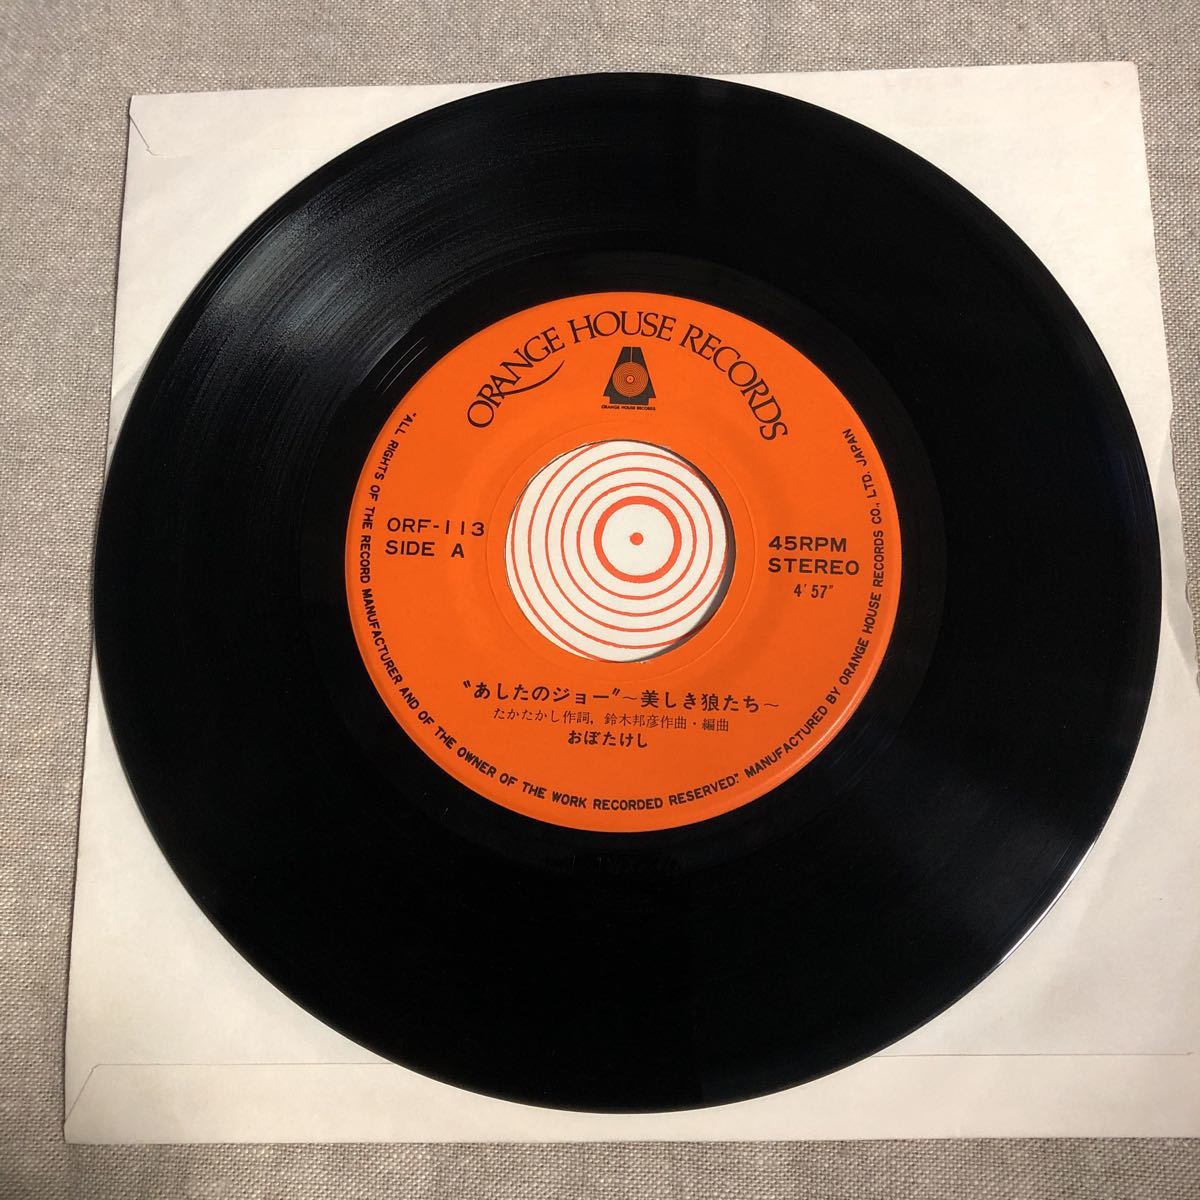 ORANGE HOUSE RECORDS
ORANGE HOUSE RECORDS
ORF-113
SIDE A
45RPM
STEREO
4'57"
〝あしたのジョー〟～美しき狼たち～
たかたかし作詞，鈴木邦彦作曲・編曲
おぼたけし
"ALL RIGHTS OF THE RECORD MANUFACTURER AND OF THE OWNER OF THE WORK RECORDED RESERVED." MANUFACTURED BY ORANGE HOUSE RECORDS CO., LTD. JAPAN